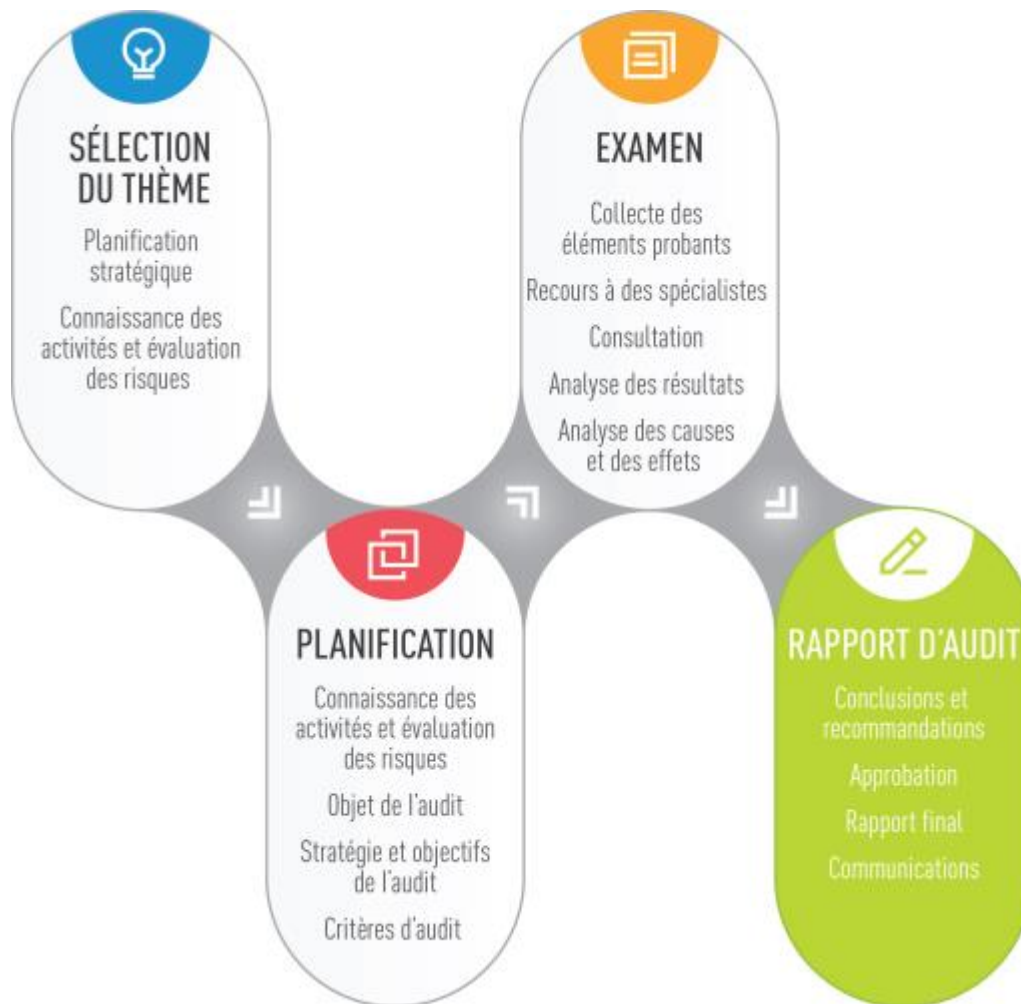 SÉLECTION
DU THÈME
Planification
stratégique
Connaissance des
activités et évaluation
des risques
PLANIFICATION
Connaissance des
activités et évaluation
des risques
Objet de l'audit
Stratégie et objectifs
de l'audit
Critères d'audit
EXAMEN
Collecte des
éléments probants
Recours à des spécialistes
Consultation
Analyse des résultats
Analyse des causes
et des effets
RAPPORT D'AUDIT
Conclusions et
recommandations
Approbation
Rapport final
Communications